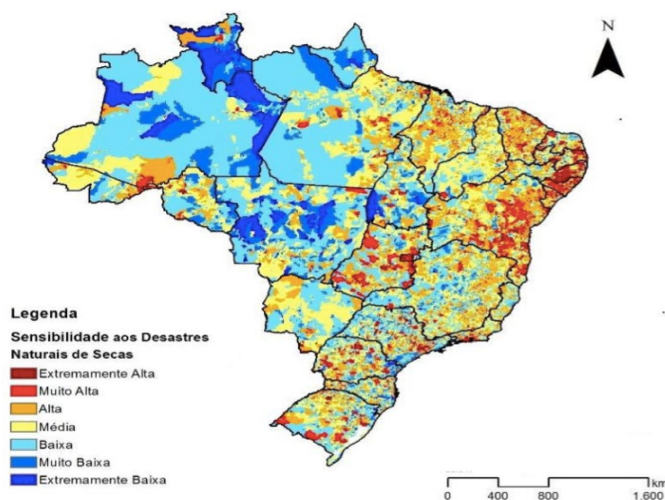 N
Legenda
Sensibilidade aos Desastres
Naturais de Secas
Extremamente Alta
Muito Alta
Alta
Média
Baixa
Muito Baixa
Extremamente Baixa
km
0 400 800 1.600